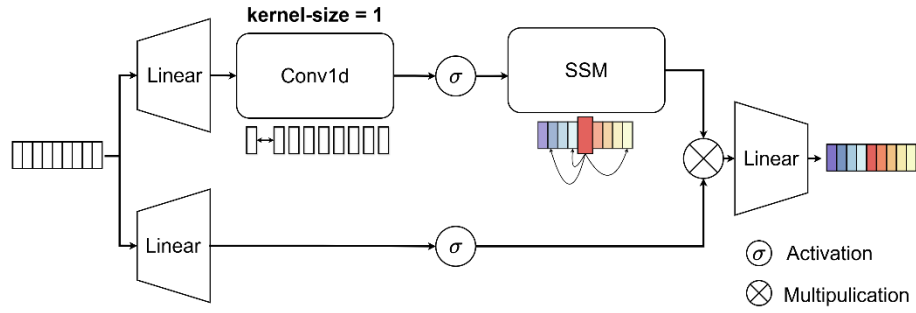 kernel-size = 1
Linear
Conv1d
σ
SSM
Linear
Linear
σ
σ Activation
Multipulication